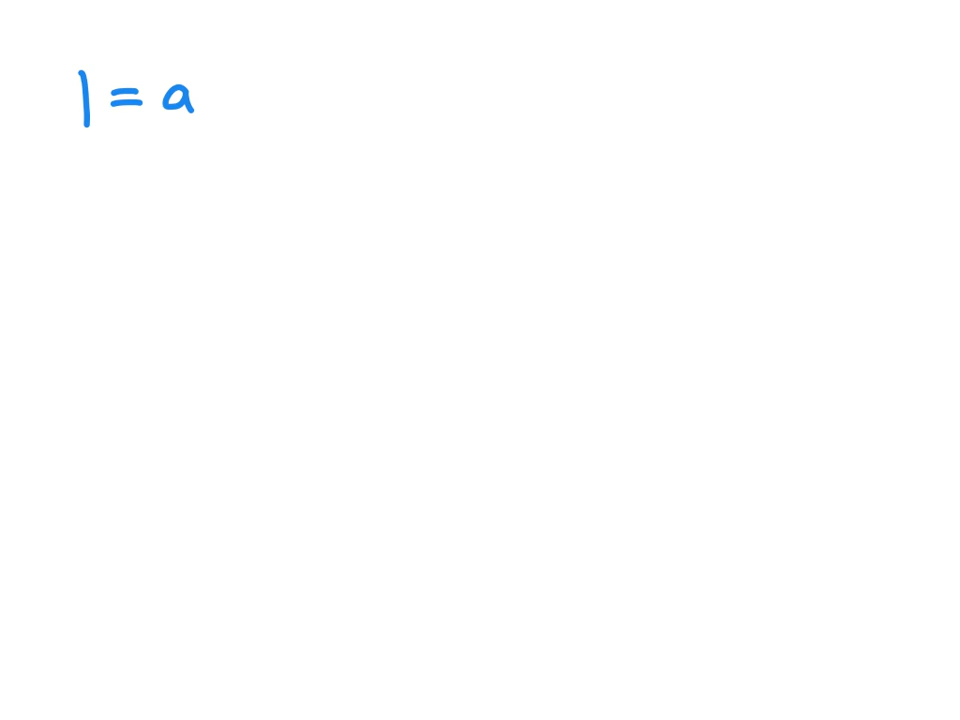 1 = a